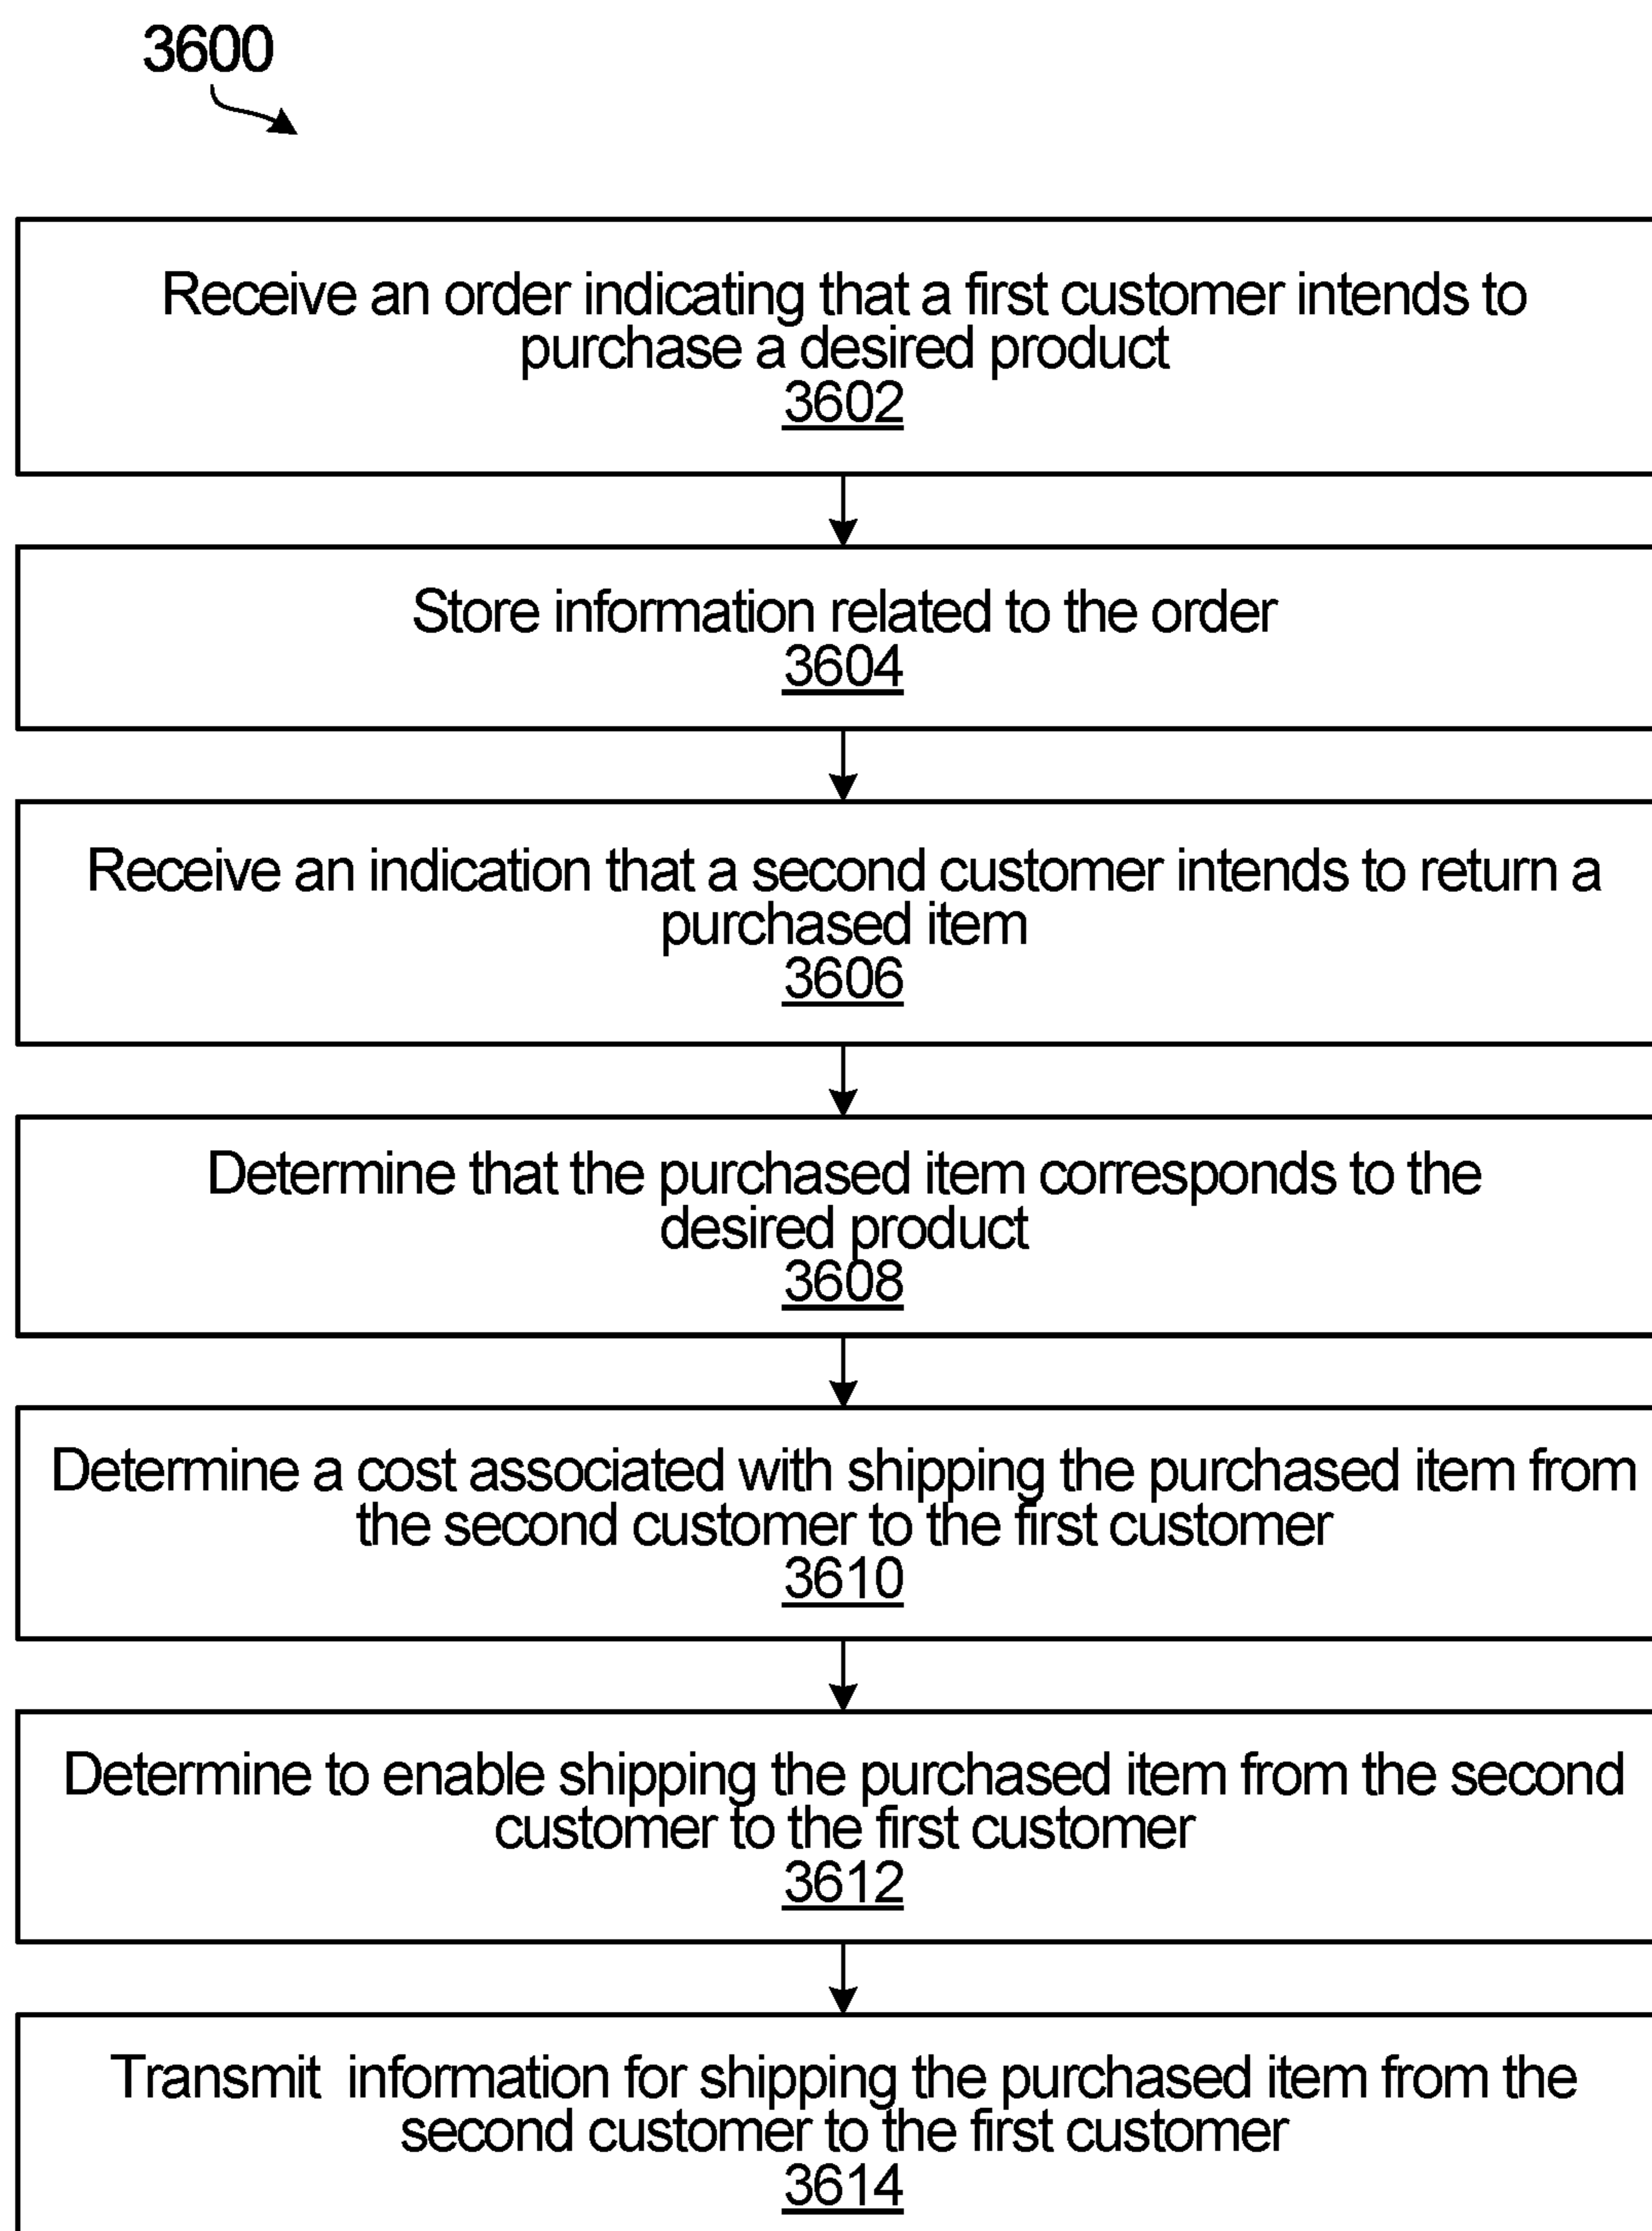 3600
Receive an order indicating that a first customer intends to
purchase a desired product
3602
Store information related to the order
3604
Receive an indication that a second customer intends to return a
purchased item
3606
Determine that the purchased item corresponds to the
desired product
3608
Determine a cost associated with shipping the purchased item from
the second customer to the first customer
3610
Determine to enable shipping the purchased item from the second
customer to the first customer
3612
Transmit information for shipping the purchased item from the
second customer to the first customer
3614